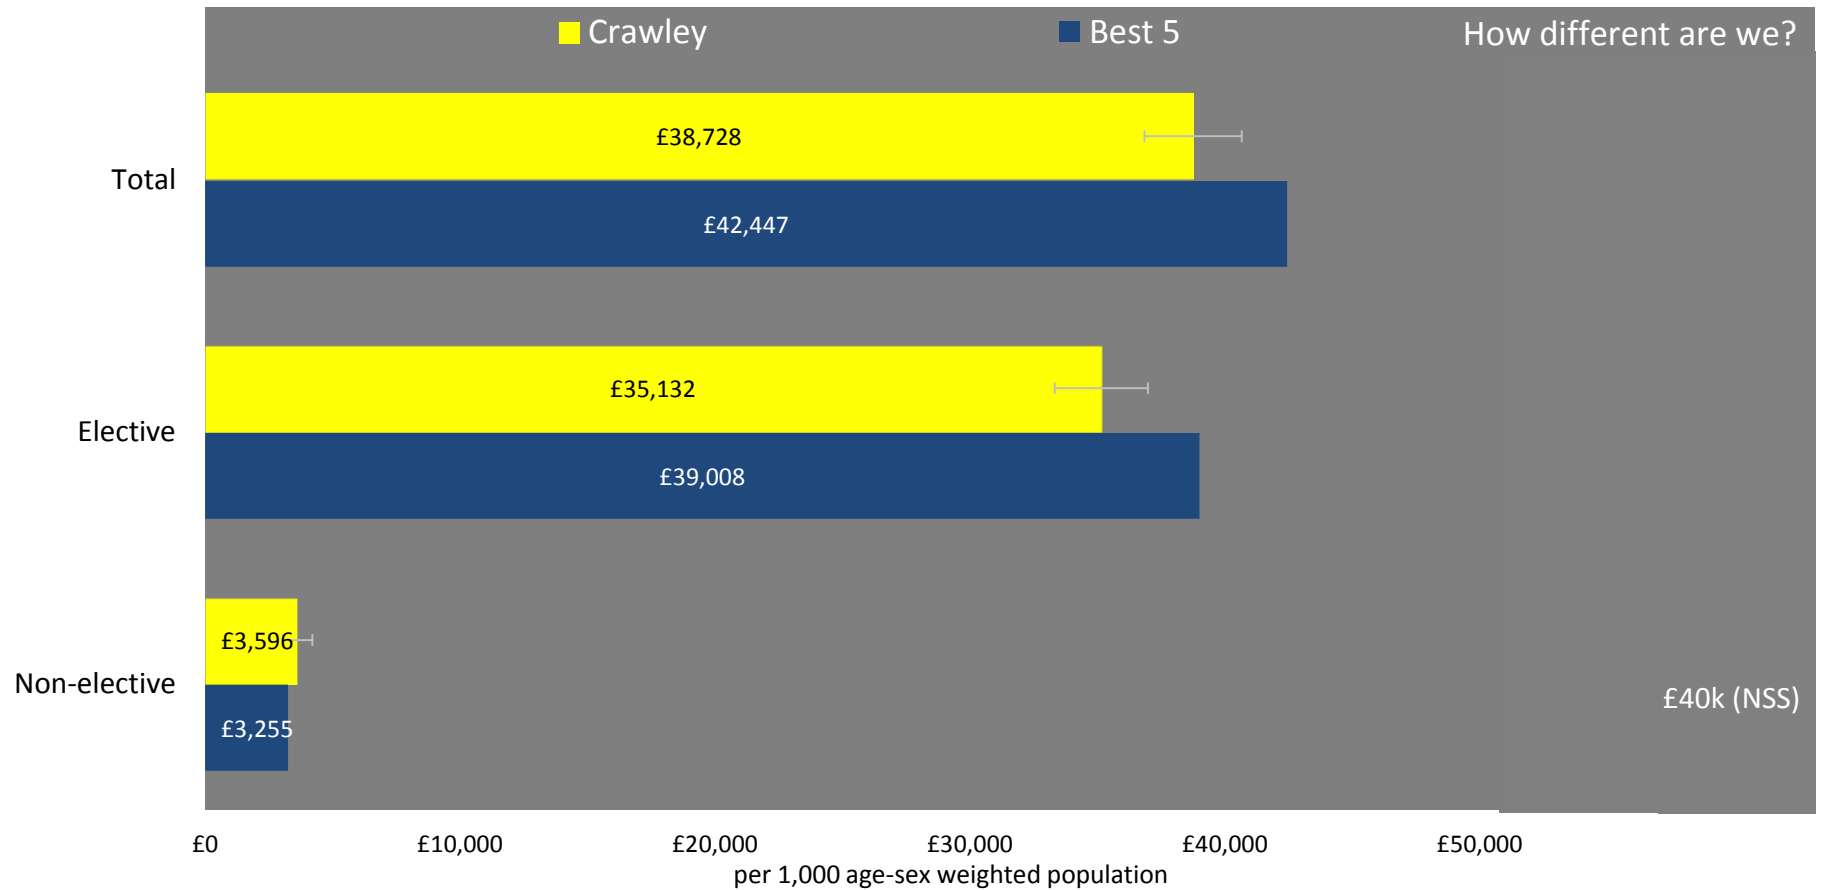 Crawley
Best 5
How different are we?
Total
£38,728
£42,447
Elective
£35,132
£39,008
Non-elective
£3,596
£3,255
£40k (NSS)
£0
£10,000
£20,000
£30,000
£40,000
£50,000
per 1,000 age-sex weighted population